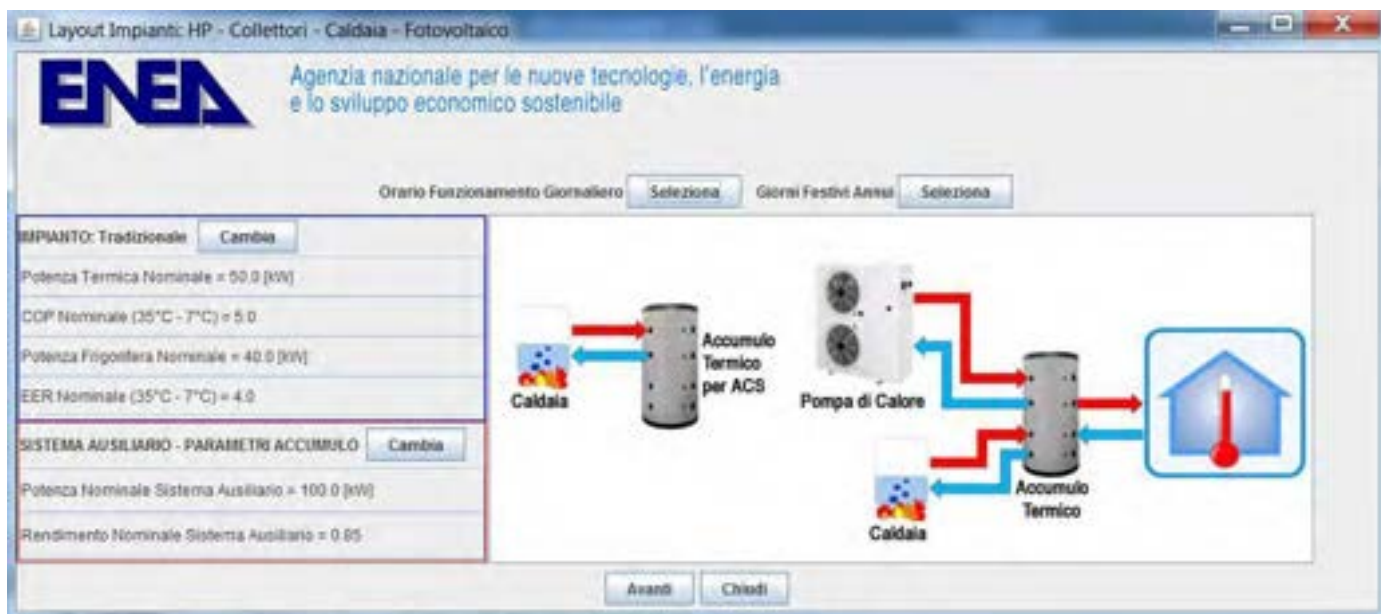 Layout Impianti: HP - Collettori - Caldaia - Fotovoltaico
ENEA
Agenzia nazionale per le nuove tecnologie, l'energia
e lo sviluppo economico sostenibile
Orario Funzionamento Giornaliero Seleziona Giorni Festivi Annui Seleziona
IMPIANTO: Tradizionale Cambia
Potenza Termica Nominale = 50.0 [kW]
COP Nominale (35°C - 7°C) = 5.0
Potenza Frigorifera Nominale = 40.0 [kW]
EER Nominale (35°C - 7°C) = 4.0
SISTEMA AUSILIARIO - PARAMETRI ACCUMULO Cambia
Potenza Nominale Sistema Ausiliario = 100.0 [kW]
Rendimento Nominale Sistema Ausiliario = 0.85
Caldaia
Accumulo
Termico
per ACS
Pompa di Calore
Caldaia
Accumulo
Termico
Avanti Chiudi